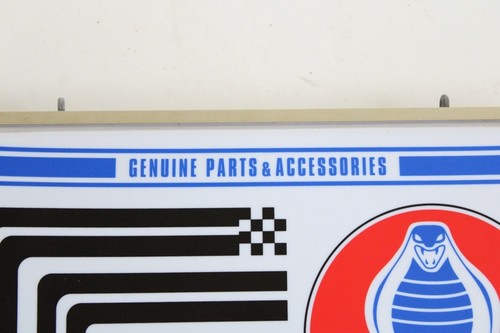 GENUINE PARTS & ACCESSORIES